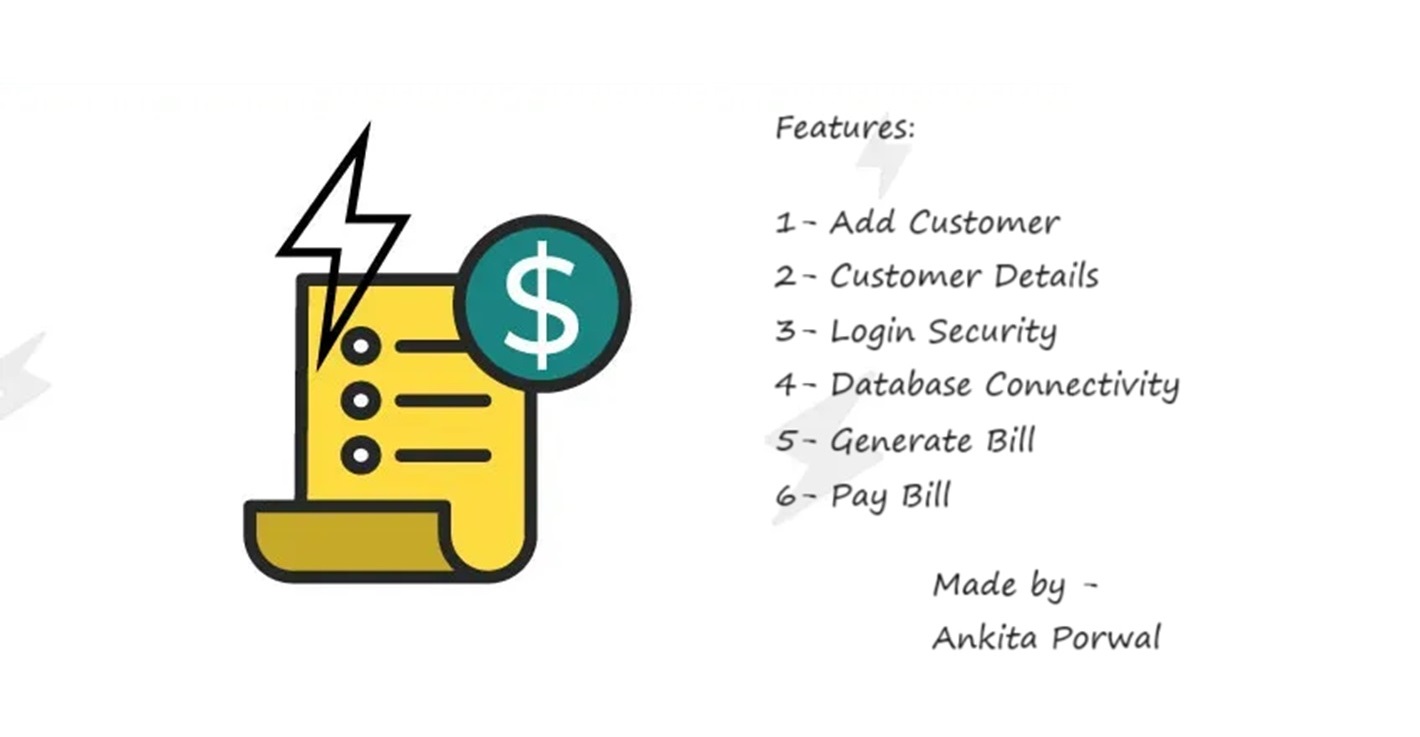 $
Features:
1- Add Customer
2- Customer Details
3- Login Security
4- Database Connectivity
5- Generate Bill
6- Pay Bill
Made by -
Ankita Porwal